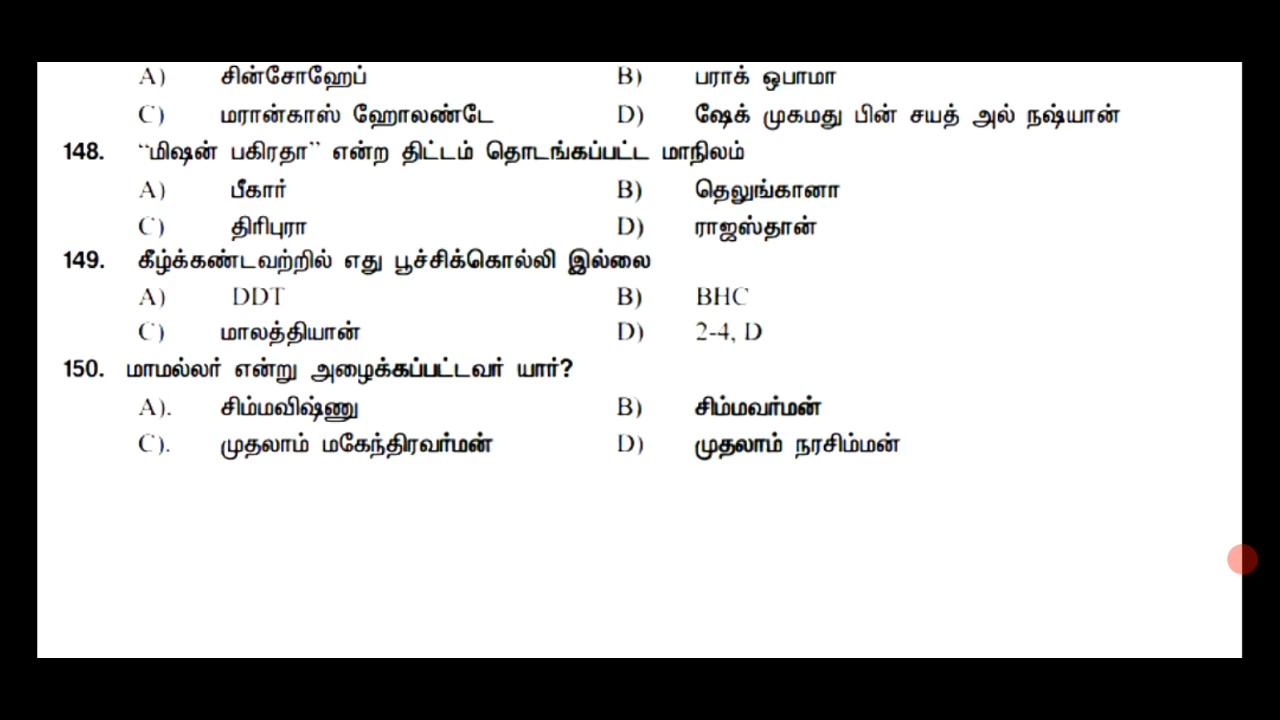 A) சின்சோஹேப் B) பராக் ஒபாமா
C) மரான்காஸ் ஹோலண்டே D) ஷேக் முகமது பின் சயத் அல் நஷ்யான்
148. “மிஷன் பகிரதா” என்ற திட்டம் தொடங்கப்பட்ட மாநிலம்
A) பீகார் B) தெலுங்கானா
C) திரிபுரா D) ராஜஸ்தான்
149. கீழ்க்கண்டவற்றில் எது பூச்சிக்கொல்லி இல்லை
A) DDT B) BHC
C) மாலத்தியான் D) 2-4, D
150. மாமல்லர் என்று அழைக்கப்பட்டவர் யார்?
A). சிம்மவிஷ்ணு B) சிம்மவர்மன்
C). முதலாம் மகேந்திரவர்மன் D) முதலாம் நரசிம்மன்